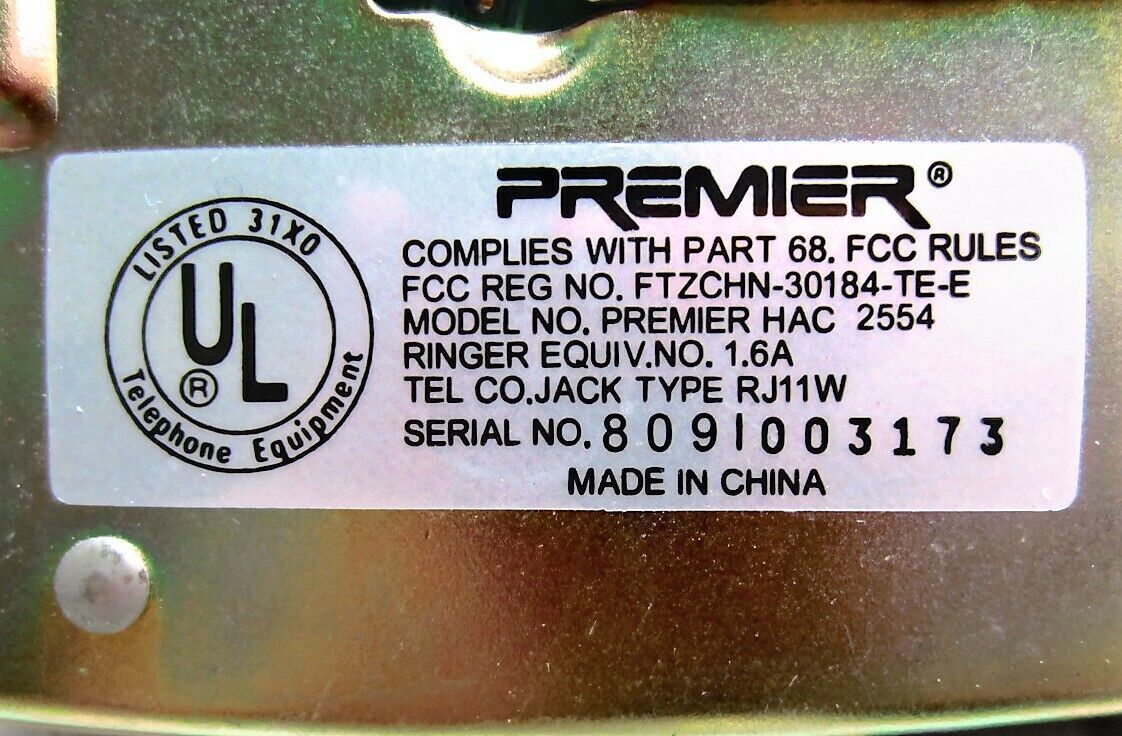 LISTED 31X0
UL®
Telephone Equipment
PREMIER®
COMPLIES WITH PART 68. FCC RULES
FCC REG NO. FTZCHN-30184-TE-E
MODEL NO. PREMIER HAC 2554
RINGER EQUIV.NO. 1.6A
TEL CO.JACK TYPE RJ11W
SERIAL NO. 8091003173
MADE IN CHINA